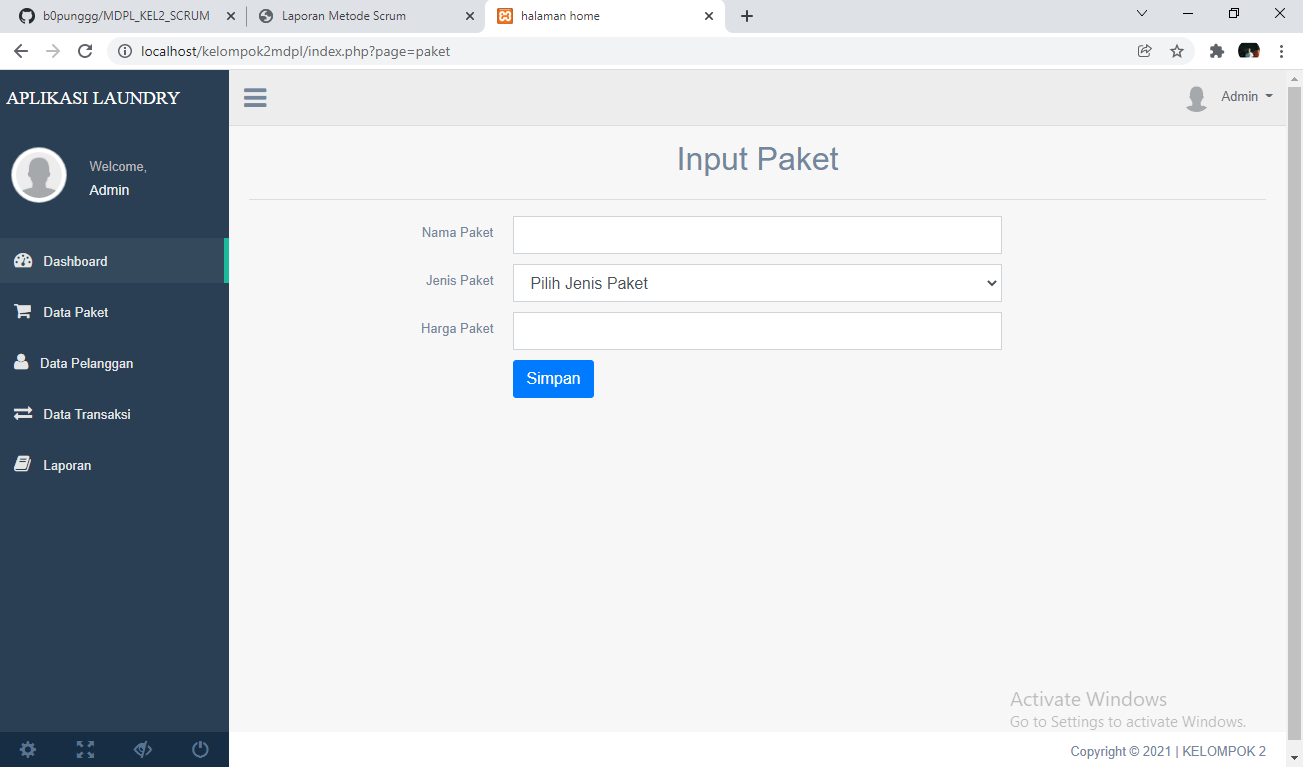 b0punggg/MDPL_KEL2_SCRUM
Laporan Metode Scrum
halaman home
localhost/kelompok2mdpl/index.php?page=paket
APLIKASI LAUNDRY
Admin
Welcome,
Admin
Dashboard
Data Paket
Data Pelanggan
Data Transaksi
Laporan
Input Paket
Nama Paket
Jenis Paket
Pilih Jenis Paket
Harga Paket
Simpan
Activate Windows
Go to Settings to activate Windows.
Copyright © 2021 | KELOMPOK 2